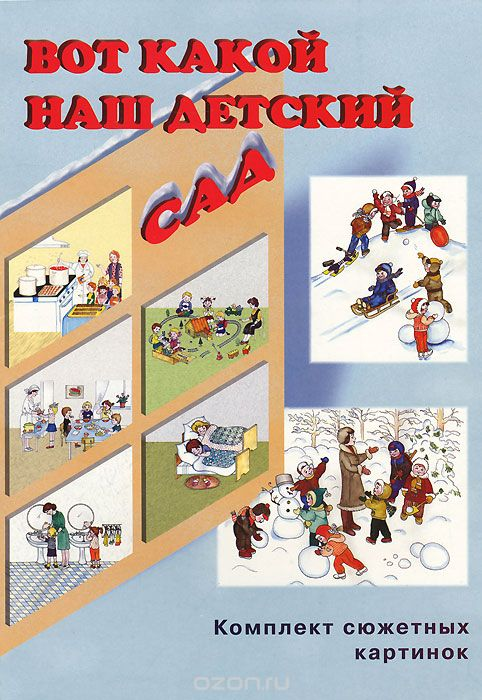 ВОТ КАКОЙ
НАШ ДЕТСКИЙ
САД
Комплект сюжетных
картинок
ozon.ru